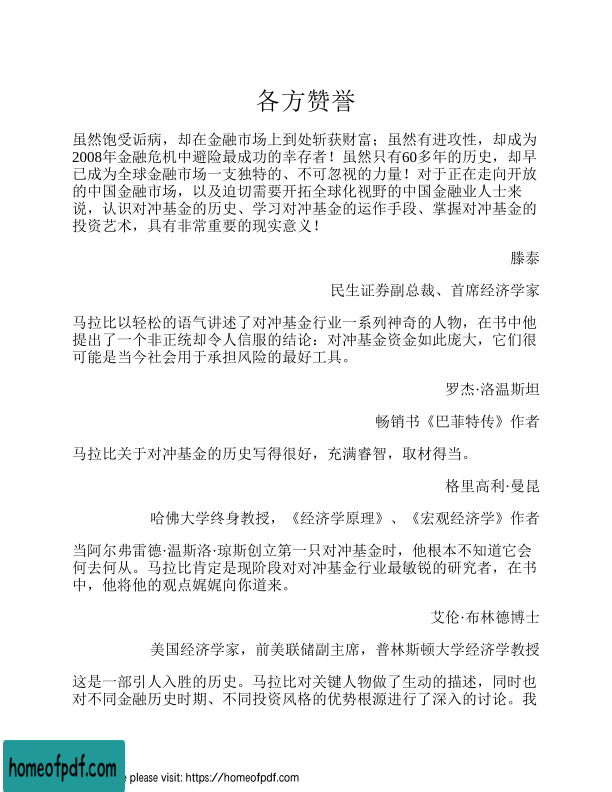 各方赞誉
虽然饱受诟病，却在金融市场上到处斩获财富；虽然有进攻性，却成为
2008年金融危机中避险最成功的幸存者！虽然只有60多年的历史，却早
已成为全球金融市场一支独特的、不可忽视的力量！对于正在走向开放
的中国金融市场，以及迫切需要开拓全球化视野的中国金融业人士来
说，认识对冲基金的历史、学习对冲基金的运作手段、掌握对冲基金的
投资艺术，具有非常重要的现实意义！
滕泰
民生证券副总裁、首席经济学家
马拉比以轻松的语气讲述了对冲基金行业一系列神奇的人物，在书中他
提出了一个非正统却令人信服的结论：对冲基金资金如此庞大，它们很
可能是当今社会用于承担风险的最好工具。
罗杰·洛温斯坦
畅销书《巴菲特传》作者
马拉比关于对冲基金的历史写得很好，充满睿智，取材得当。
格里高利·曼昆
哈佛大学终身教授，《经济学原理》、《宏观经济学》作者
当阿尔弗雷德·温斯洛·琼斯创立第一只对冲基金时，他根本不知道它会
何去何从。马拉比肯定是现阶段对对冲基金行业最敏锐的研究者，在书
中，他将他的观点娓娓向你道来。
艾伦·布林德博士
美国经济学家，前美联储副主席，普林斯顿大学经济学教授
这是一部引人入胜的历史。马拉比对关键人物做了生动的描述，同时也
对不同金融历史时期、不同投资风格的优势根源进行了深入的讨论。我
homeofpdf.com
e please visit: https://homeofpdf.com